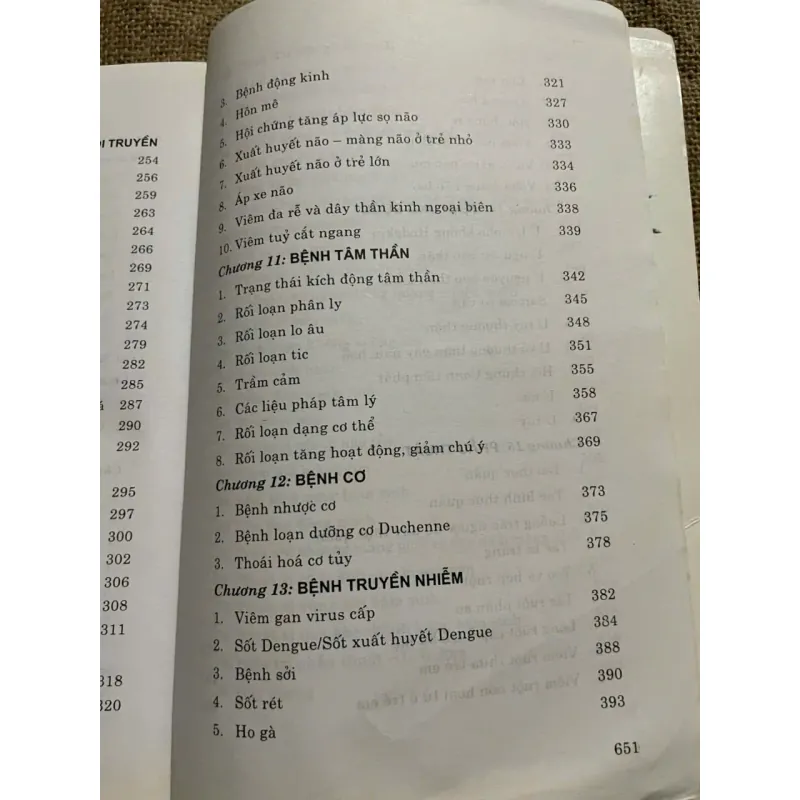 DI TRUYỀN
254
256
259
263
264
266
269
271
273
274
279
282
285
287
290
292
295
297
300
302
306
308
311
318
320
3. Bệnh động kinh 321
4. Hôn mê 327
5. Hội chứng tăng áp lực sọ não 330
6. Xuất huyết não – màng não ở trẻ nhỏ 333
7. Xuất huyết não ở trẻ lớn 334
8. Áp xe não 336
9. Viêm đa rễ và dây thần kinh ngoại biên 338
10. Viêm tuỷ cắt ngang 339
Chương 11: BỆNH TÂM THẦN
1. Trạng thái kích động tâm thần 342
2. Rối loạn phân ly 345
3. Rối loạn lo âu 348
4. Rối loạn tic 351
5. Trầm cảm 355
6. Các liệu pháp tâm lý 358
7. Rối loạn dạng cơ thể 367
8. Rối loạn tăng hoạt động, giảm chú ý 369
Chương 12: BỆNH CƠ
1. Bệnh nhược cơ 373
2. Bệnh loạn dưỡng cơ Duchenne 375
3. Thoái hoá cơ tủy 378
Chương 13: BỆNH TRUYỀN NHIỄM
1. Viêm gan virus cấp 382
2. Sốt Dengue/Sốt xuất huyết Dengue 384
3. Bệnh sởi 388
4. Sốt rét 390
5. Ho gà 393
651